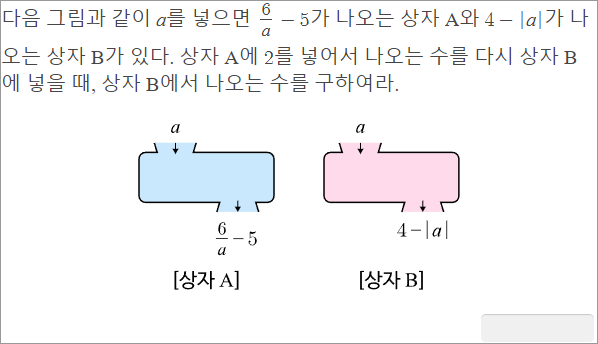 다음 그림과 같이 a를 넣으면 6/a − 5가 나오는 상자 A와 4 − |a|가 나
오는 상자 B가 있다. 상자 A에 2를 넣어서 나오는 수를 다시 상자 B
에 넣을 때, 상자 B에서 나오는 수를 구하여라.
a a
6/a − 5 4 − |a|
[상자 A] [상자 B]